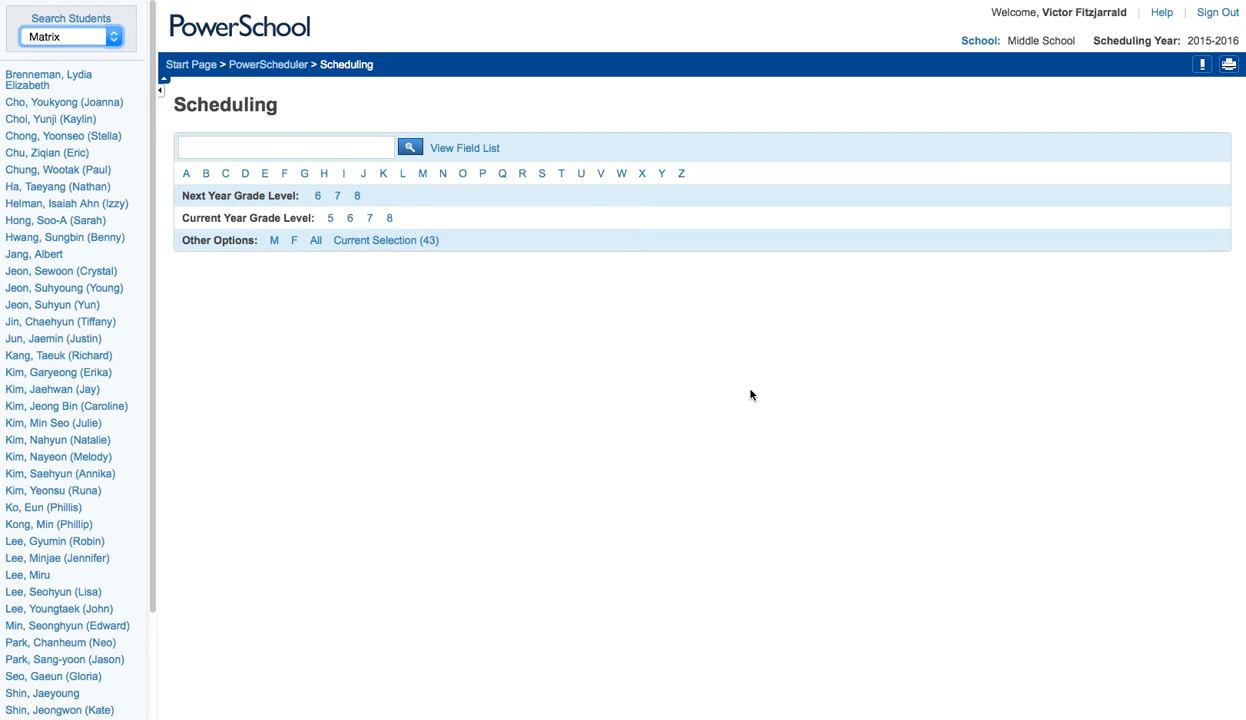 Search Students
Matrix
Brenneman, Lydia
Elizabeth
Cho, Youkyong (Joanna)
Choi, Yunji (Kaylin)
Chong, Yoonseo (Stella)
Chu, Ziqian (Eric)
Chung, Wootak (Paul)
Ha, Taeyang (Nathan)
Helman, Isaiah Ahn (Izzy)
Hong, Soo-A (Sarah)
Hwang, Sungbin (Benny)
Jang, Albert
Jeon, Sewoon (Crystal)
Jeon, Suhyoung (Young)
Jeon, Suhyun (Yun)
Jin, Chaehyun (Tiffany)
Jun, Jaemin (Justin)
Kang, Taeuk (Richard)
Kim, Garyeong (Erika)
Kim, Jaehwan (Jay)
Kim, Jeong Bin (Caroline)
Kim, Min Seo (Julie)
Kim, Nahyun (Natalie)
Kim, Nayeon (Melody)
Kim, Saehyun (Annika)
Kim, Yeonsu (Runa)
Ko, Eun (Phillis)
Kong, Min (Phillip)
Lee, Gyumin (Robin)
Lee, Minjae (Jennifer)
Lee, Miru
Lee, Seohyun (Lisa)
Lee, Youngtaek (John)
Min, Seonghyun (Edward)
Park, Chanheum (Neo)
Park, Sang-yoon (Jason)
Seo, Gaeun (Gloria)
Shin, Jaeyoung
Shin, Jeongwon (Kate)
PowerSchool
Welcome, Victor Fitzjarrald | Help | Sign Out
School: Middle School Scheduling Year: 2015-2016
Start Page > PowerScheduler > Scheduling
Scheduling
View Field List
A B C D E F G H I J K L M N O P Q R S T U V W X Y Z
Next Year Grade Level: 6 7 8
Current Year Grade Level: 5 6 7 8
Other Options: M F All Current Selection (43)